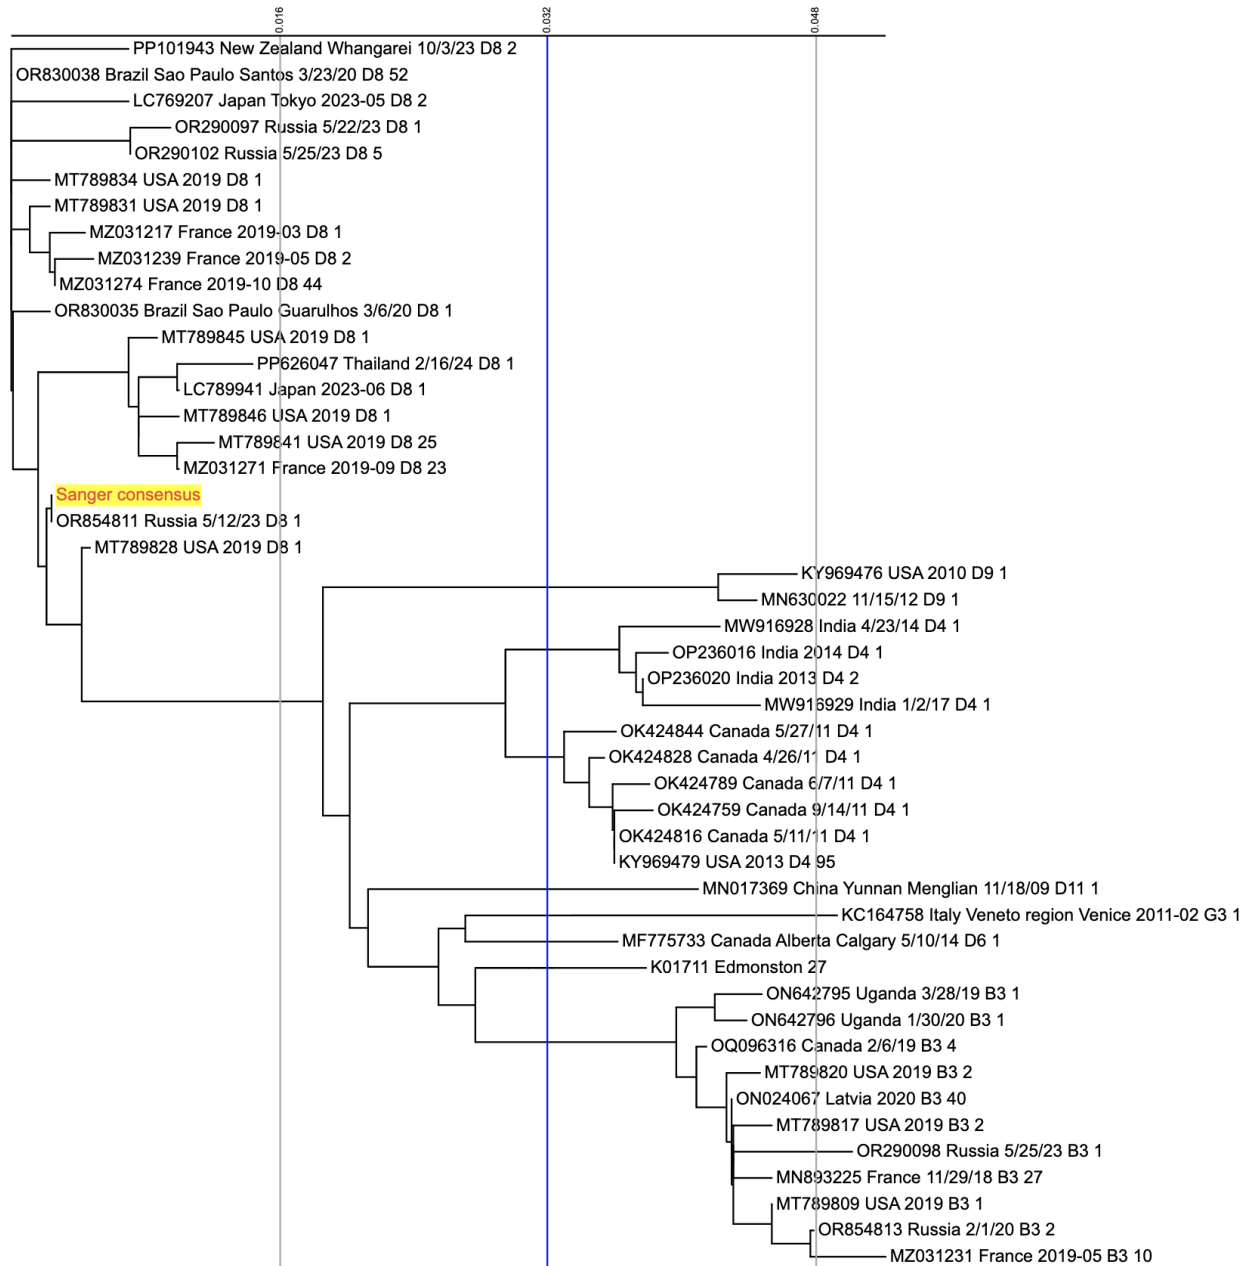 0.016
0.032
0.048
PP101943 New Zealand Whangarei 10/3/23 D8 2
OR830038 Brazil Sao Paulo Santos 3/23/20 D8 52
LC769207 Japan Tokyo 2023-05 D8 2
OR290097 Russia 5/22/23 D8 1
OR290102 Russia 5/25/23 D8 5
MT789834 USA 2019 D8 1
MT789831 USA 2019 D8 1
MZ031217 France 2019-03 D8 1
MZ031239 France 2019-05 D8 2
MZ031274 France 2019-10 D8 44
OR830035 Brazil Sao Paulo Guarulhos 3/6/20 D8 1
MT789845 USA 2019 D8 1
PP626047 Thailand 2/16/24 D8 1
LC789941 Japan 2023-06 D8 1
MT789846 USA 2019 D8 1
MT789841 USA 2019 D8 25
MZ031271 France 2019-09 D8 23
Sanger consensus
OR854811 Russia 5/12/23 D8 1
MT789828 USA 2019 D8 1
KY969476 USA 2010 D9 1
MN630022 11/15/12 D9 1
MW916928 India 4/23/14 D4 1
OP236016 India 2014 D4 1
OP236020 India 2013 D4 2
MW916929 India 1/2/17 D4 1
OK424844 Canada 5/27/11 D4 1
OK424828 Canada 4/26/11 D4 1
OK424789 Canada 6/7/11 D4 1
OK424759 Canada 9/14/11 D4 1
OK424816 Canada 5/11/11 D4 1
KY969479 USA 2013 D4 95
MN017369 China Yunnan Menglian 11/18/09 D11 1
KC164758 Italy Veneto region Venice 2011-02 G3 1
MF775733 Canada Alberta Calgary 5/10/14 D6 1
K01711 Edmonston 27
ON642795 Uganda 3/28/19 B3 1
ON642796 Uganda 1/30/20 B3 1
OQ096316 Canada 2/6/19 B3 4
MT789820 USA 2019 B3 2
ON024067 Latvia 2020 B3 40
MT789817 USA 2019 B3 2
OR290098 Russia 5/25/23 B3 1
MN893225 France 11/29/18 B3 27
MT789809 USA 2019 B3 1
OR854813 Russia 2/1/20 B3 2
MZ031231 France 2019-05 B3 10